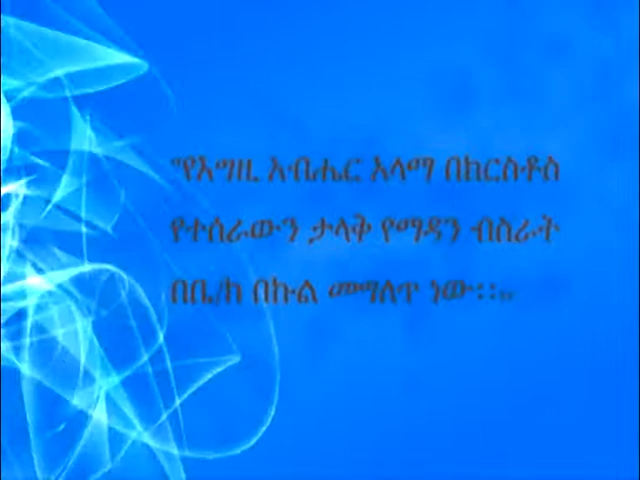 "የእግዚ አብሔር አላማ በክርስቶስ
የተሰራውን ታላቅ የማዳን ብስራት
በቤ/ክ በኩል መግለጥ ነው።።"